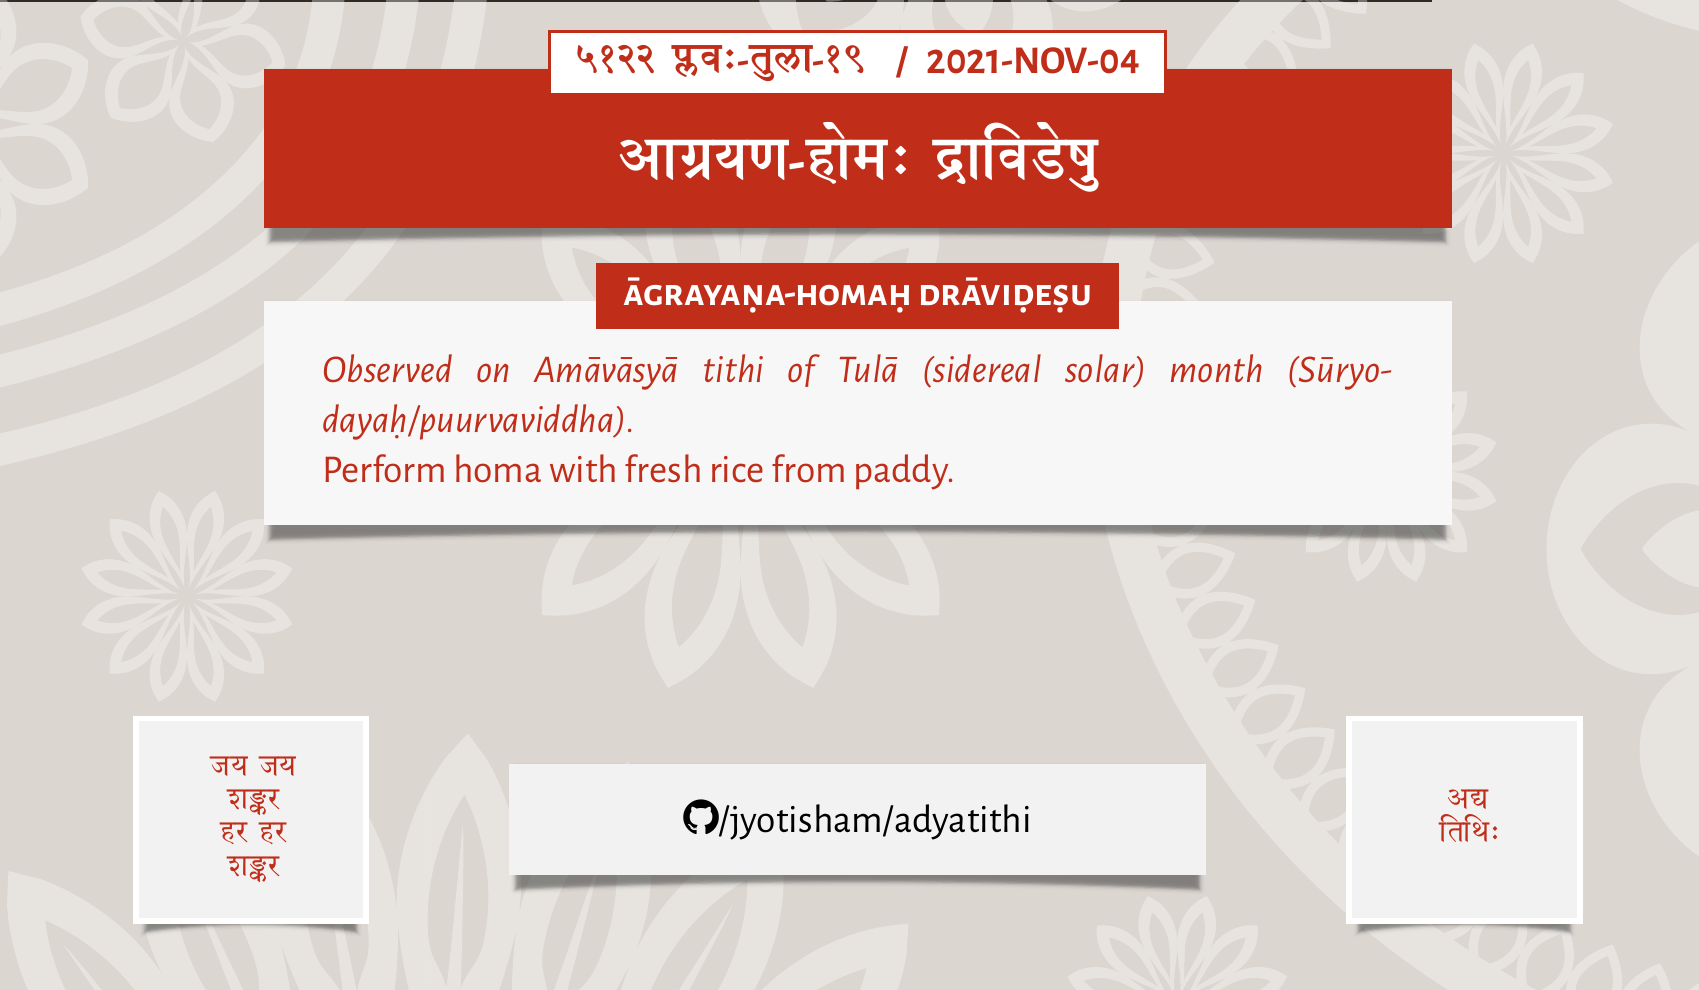 ५१२२ प्लवः-तुला-१९ / 2021-NOV-04
आग्रयण-होमः द्राविडेषु
ĀGRAYAṆA-HOMAḤ DRĀVIḌEṢU
Observed on Amāvāsyā tithi of Tulā (sidereal solar) month (Sūryo-
dayaḥ/puurvaviddha).
Perform homa with fresh rice from paddy.
जय जय
शङ्कर
हर हर
शङ्कर
/jyotisham/adyatithi
अद्य
तिथिः